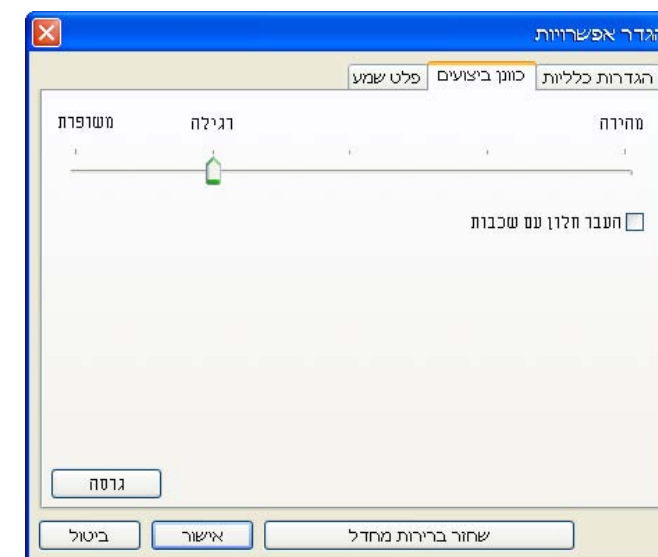 הגדר אפשרויות
הגדרות כלליות כוונן ביצועים פלט שמע
מהירה רגילה משופרת
העבר חלון עם שכבות
גרסה
שחזר ברירות מחדל אישור ביטול